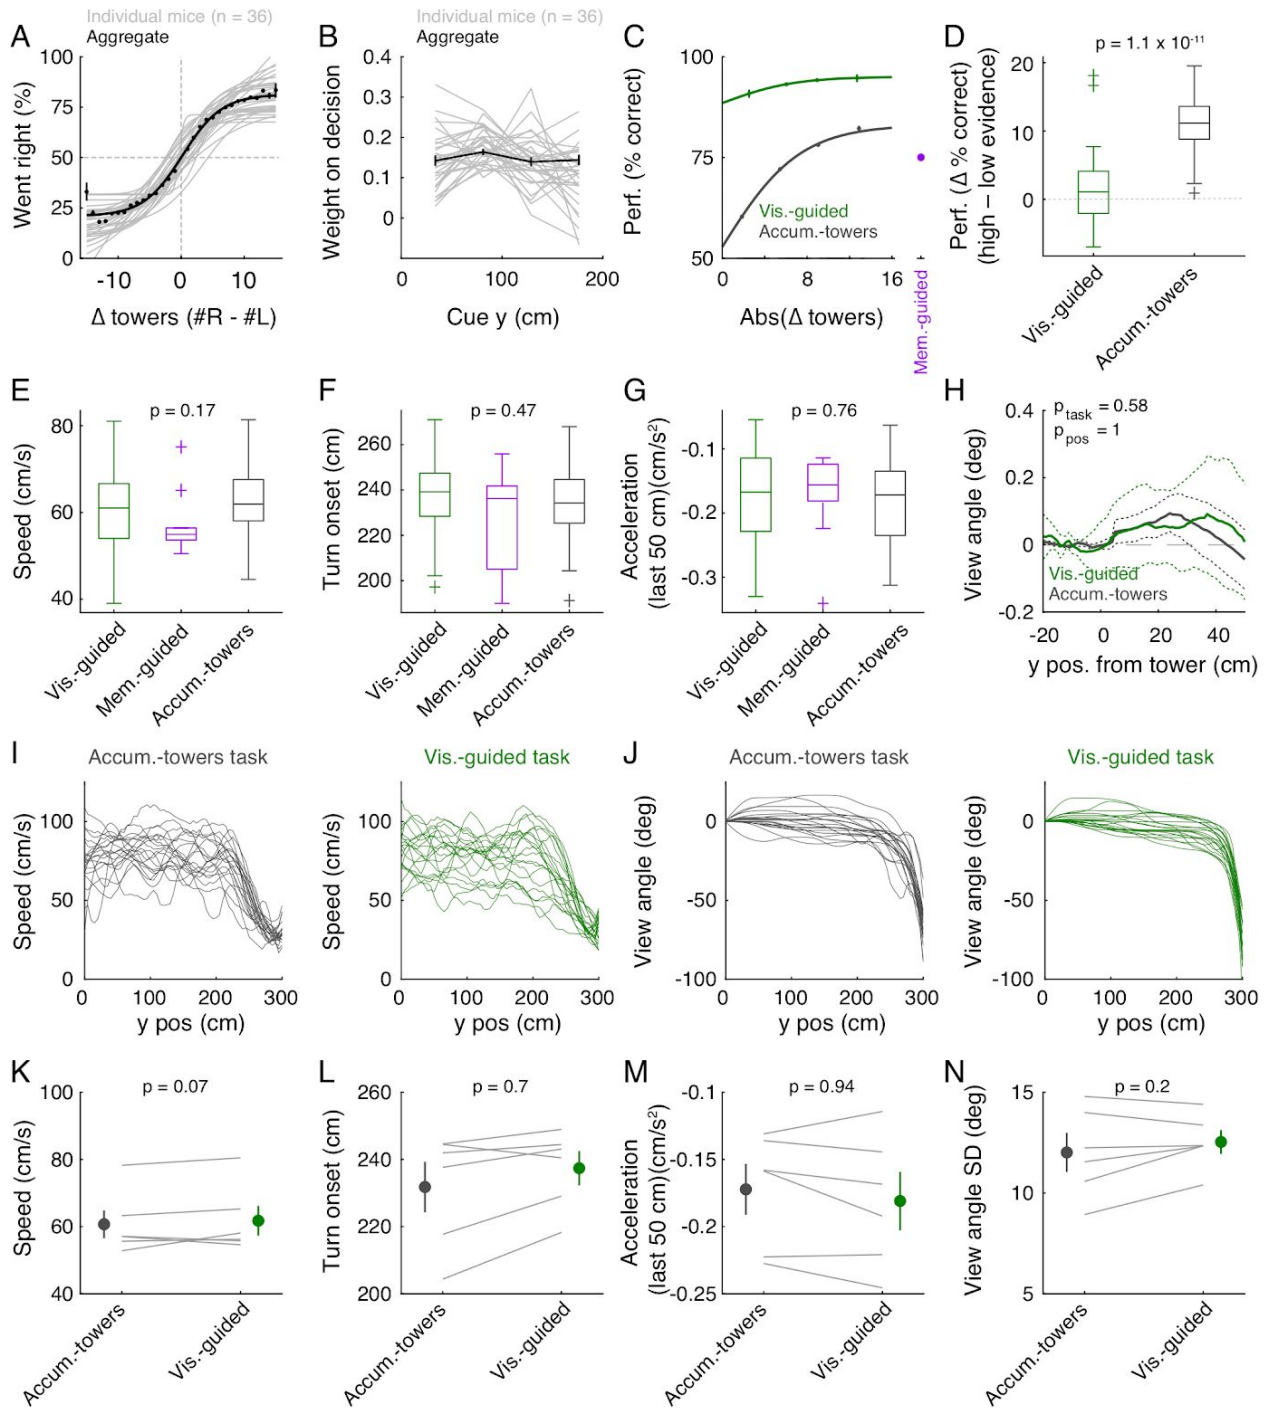 A
Individual mice (n = 36)
Aggregate
Went right (%)
100
75
50
25
0
-10
0
10
Δ towers (#R - #L)
B
Individual mice (n = 36)
Aggregate
Weight on decision
0.4
0.3
0.2
0.1
0
0
100
200
Cue y (cm)
C
Perf. (% correct)
100
75
50
Vis.-guided
Accum.-towers
0
8
16
Mem.-guided
Abs(Δ towers)
D
p = 1.1 x 10-11
Perf. (Δ % correct)
(high – low evidence)
20
10
0
Vis.-guided
Accum.-towers
E
p = 0.17
Speed (cm/s)
80
60
40
Vis.-guided
Mem.-guided
Accum.-towers
F
p = 0.47
Turn onset (cm)
260
240
220
200
Vis.-guided
Mem.-guided
Accum.-towers
G
p = 0.76
Acceleration
(last 50 cm)(cm/s²)
-0.1
-0.2
-0.3
Vis.-guided
Mem.-guided
Accum.-towers
H
p task = 0.58
p pos = 1
View angle (deg)
0.4
0.2
0
-0.2
Vis.-guided
Accum.-towers
-20
0
20
40
y pos. from tower (cm)
I
Accum.-towers task
Speed (cm/s)
100
50
0
0
100
200
300
y pos (cm)
Vis.-guided task
Speed (cm/s)
100
50
0
0
100
200
300
y pos (cm)
J
Accum.-towers task
View angle (deg)
0
-50
-100
0
100
200
300
y pos (cm)
Vis.-guided task
View angle (deg)
0
-50
-100
0
100
200
300
y pos (cm)
K
p = 0.07
Speed (cm/s)
100
80
60
40
Accum.-towers
Vis.-guided
L
p = 0.7
Turn onset (cm)
260
240
220
200
Accum.-towers
Vis.-guided
M
p = 0.94
Acceleration
(last 50 cm)(cm/s²)
-0.1
-0.15
-0.2
-0.25
Accum.-towers
Vis.-guided
N
p = 0.2
View angle SD (deg)
15
10
5
Accum.-towers
Vis.-guided